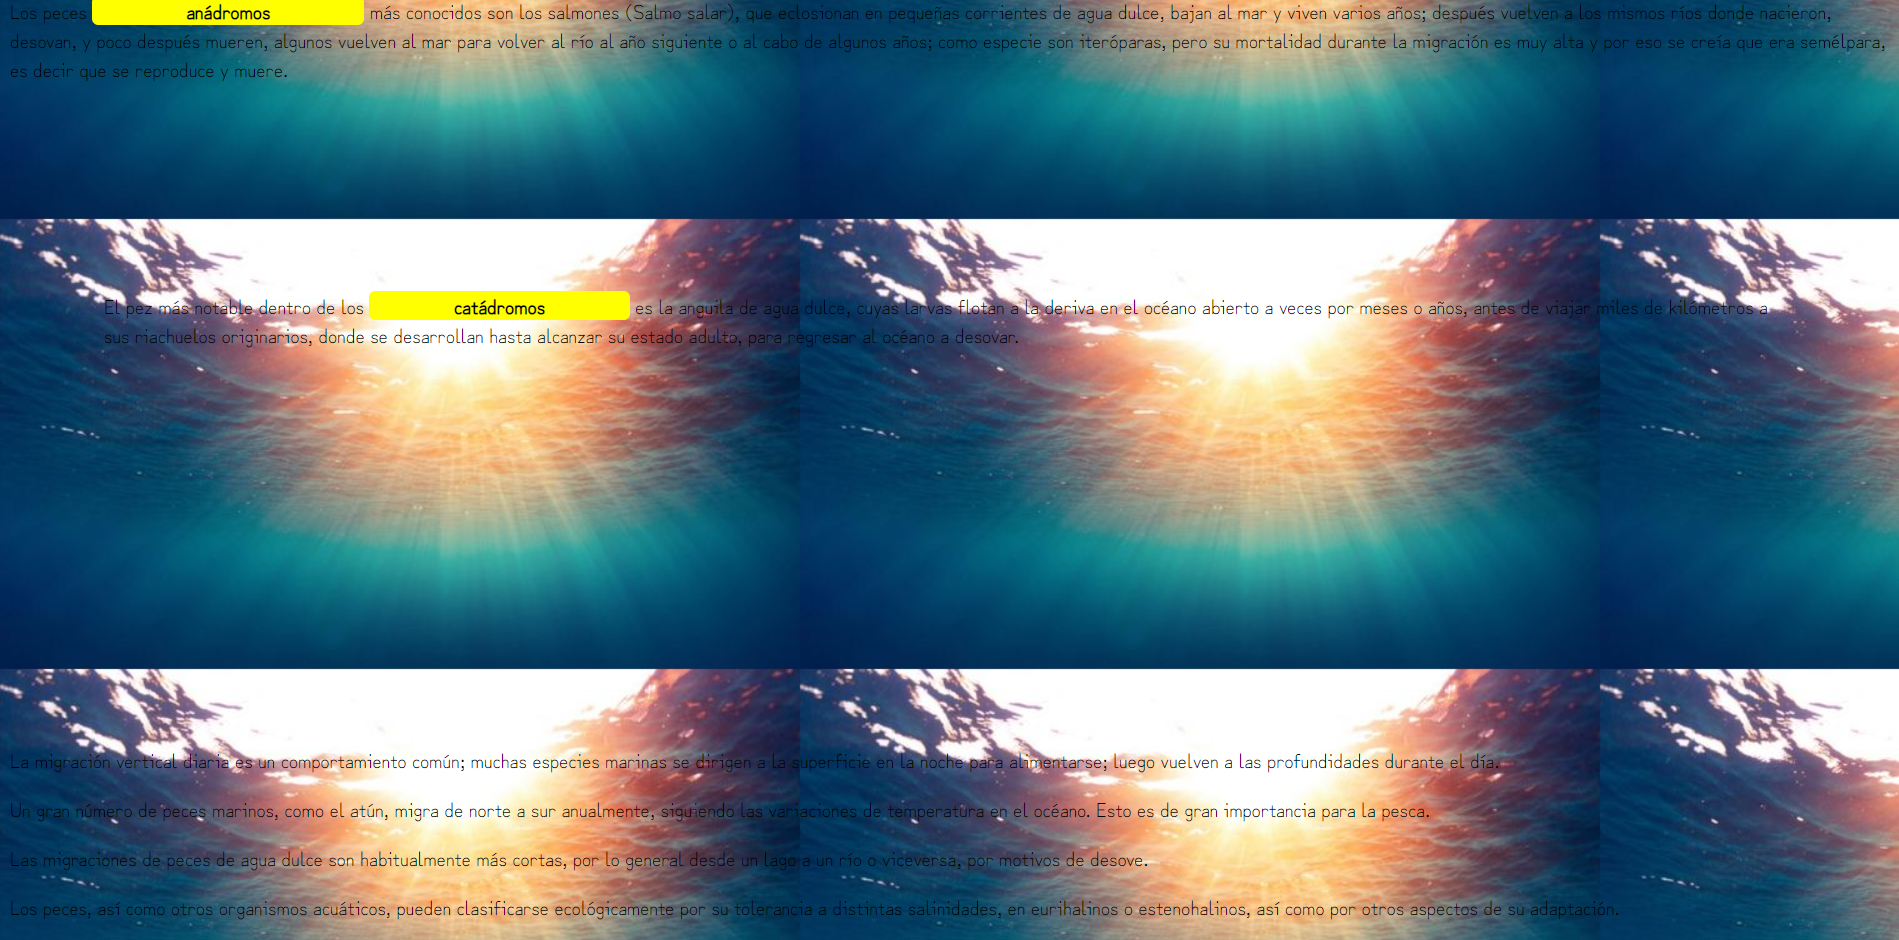 Los peces anádromos más conocidos son los salmones (Salmo salar), que eclosionan en pequeñas corrientes de agua dulce, bajan al mar y viven varios años; después vuelven a los mismos ríos donde nacieron,
desovan, y poco después mueren, algunos vuelven al mar para volver al río al año siguiente o al cabo de algunos años; como especie son iteróparas, pero su mortalidad durante la migración es muy alta y por eso se creía que era semélpara,
es decir que se reproduce y muere.
El pez más notable dentro de los catádromos es la anguila de agua dulce, cuyas larvas flotan a la deriva en el océano abierto a veces por meses o años, antes de viajar miles de kilómetros a
sus riachuelos originarios, donde se desarrollan hasta alcanzar su estado adulto, para regresar al océano a desovar.
La migración vertical diaria es un comportamiento común; muchas especies marinas se dirigen a la superficie en la noche para alimentarse; luego vuelven a las profundidades durante el día.
Un gran número de peces marinos, como el atún, migra de norte a sur anualmente, siguiendo las variaciones de temperatura en el océano. Esto es de gran importancia para la pesca.
Las migraciones de peces de agua dulce son habitualmente más cortas, por lo general desde un lago a un río o viceversa, por motivos de desove.
Los peces, así como otros organismos acuáticos, pueden clasificarse ecológicamente por su tolerancia a distintas salinidades, en eurihalinos o estenohalinos, así como por otros aspectos de su adaptación.